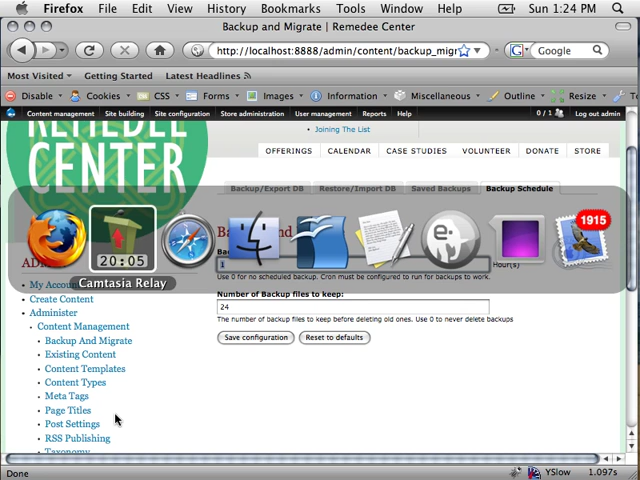 Firefox File Edit View History Bookmarks Tools Window Help Sun 1:24 PM
Backup and Migrate | Remedee Center
http://localhost:8888/admin/content/backup_migr
Google
Most Visited Getting Started Latest Headlines
Disable Cookies CSS Forms Images Information Miscellaneous Outline Resize To
Content management Site building Site configuration Store administration User management Reports Help 0 / 1 Log out admin
REMEDEE
CENTER
Joining The List
OFFERINGS CALENDAR CASE STUDIES VOLUNTEER DONATE STORE
Backup/Export DB Restore/Import DB Saved Backups Backup Schedule
1915
20:05
Camtasia Relay
1
Hour(s)
Use 0 for no scheduled backup. Cron must be configured to run for backups to work.
Number of Backup files to keep:
24
The number of backup files to keep before deleting old ones. Use 0 to never delete backups
Save configuration Reset to defaults
My Accou
Create Content
Administer
Content Management
Backup And Migrate
Existing Content
Content Templates
Content Types
Meta Tags
Page Titles
Post Settings
RSS Publishing
Taxonomy
Done
YSlow 1.097s